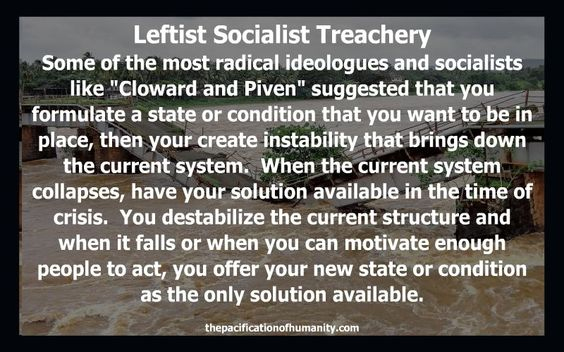 Leftist Socialist Treachery
Some of the most radical ideologues and socialists
like "Cloward and Piven" suggested that you
formulate a state or condition that you want to be in
place, then your create instability that brings down
the current system.  When the current system
collapses, have your solution available in the time of
crisis.  You destabilize the current structure and
when it falls or when you can motivate enough
people to act, you offer your new state or condition
as the only solution available.
thepacificationofhumanity.com